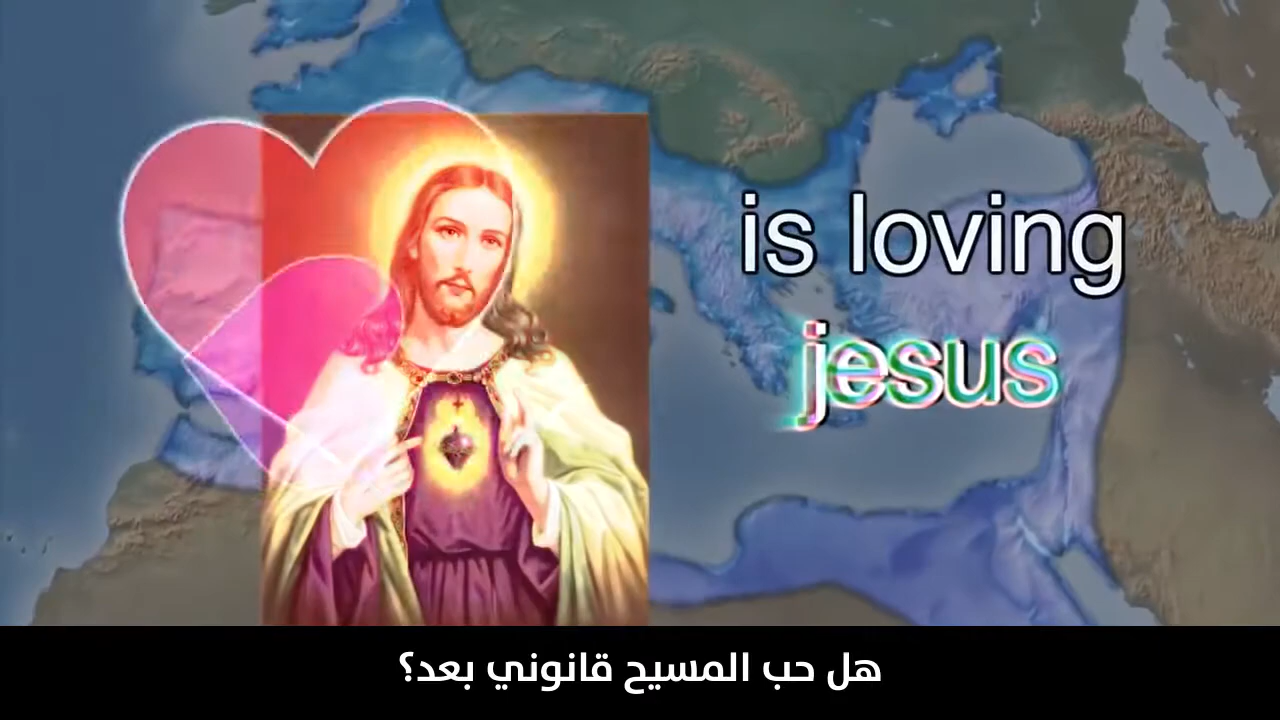 is loving
jesus
هل حب المسيح قانوني بعد؟